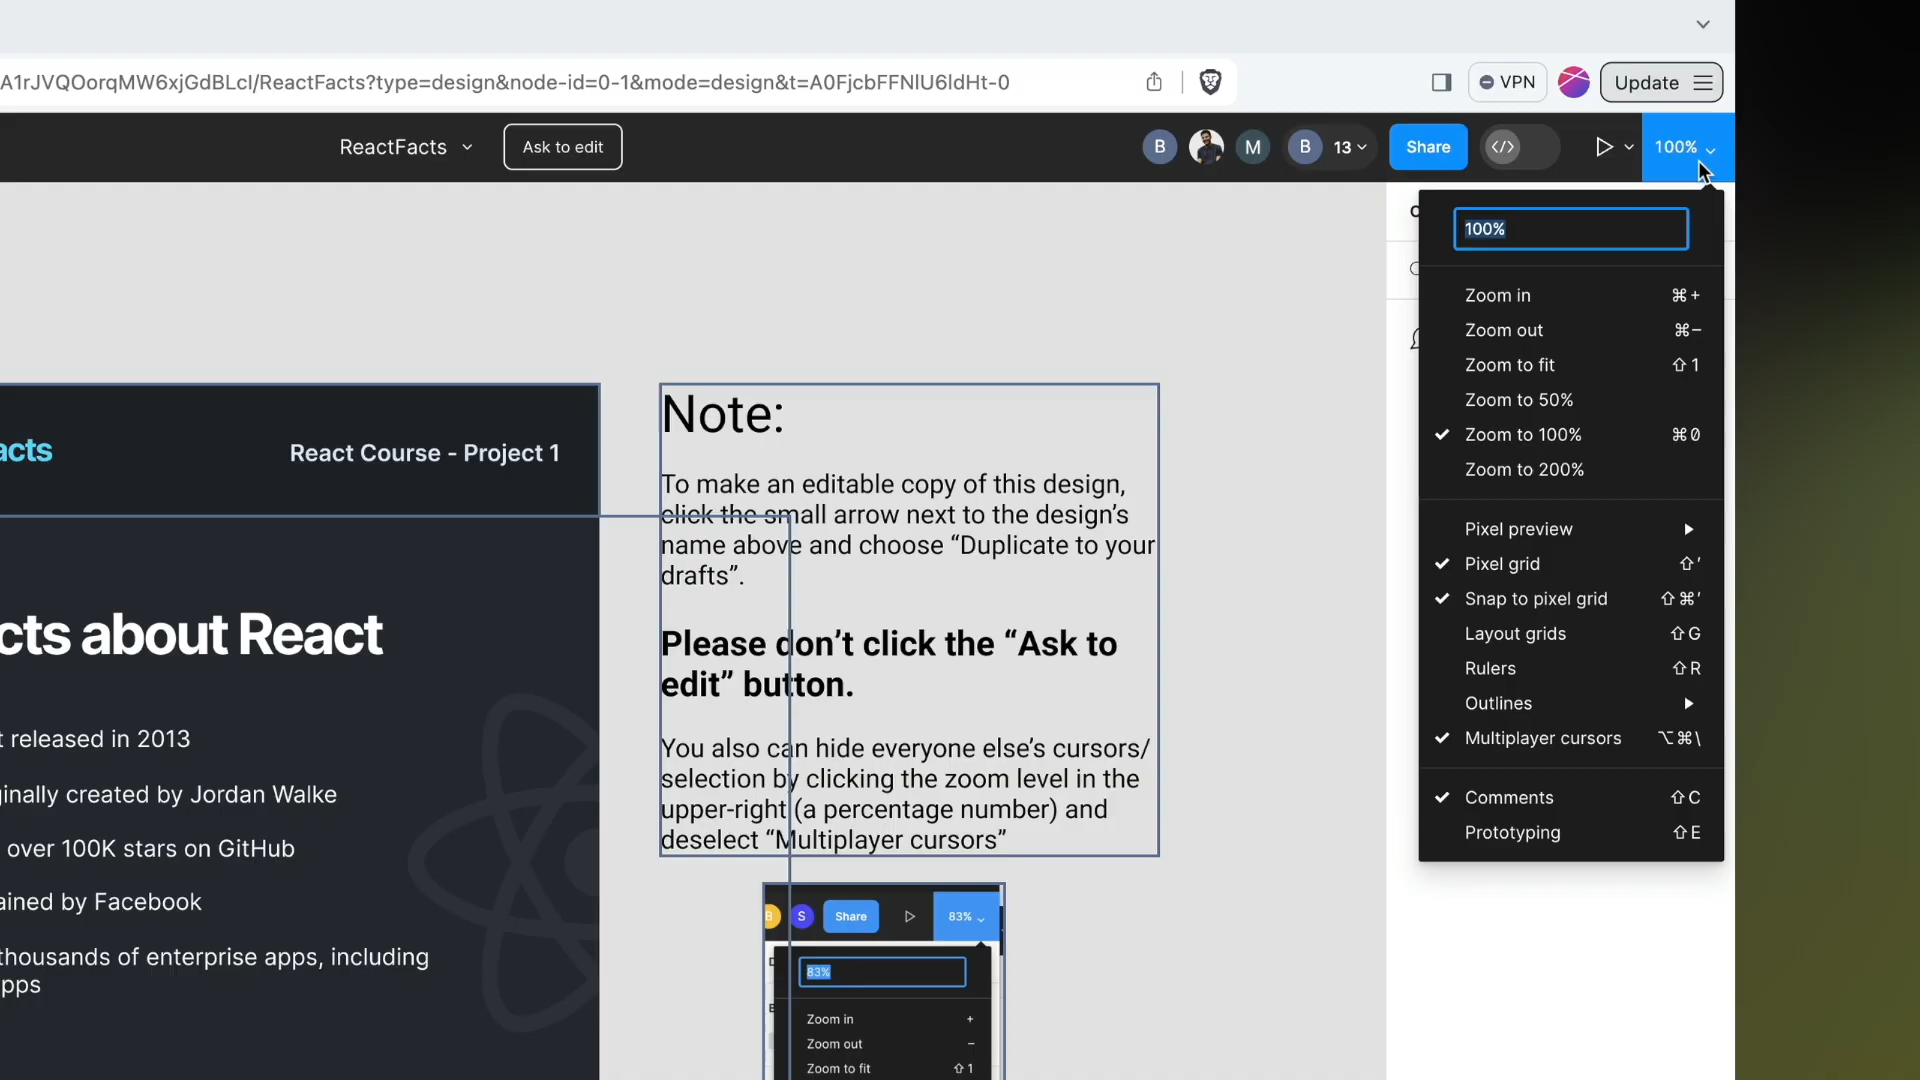 A1rJVQOorqMW6xjGdBLcI/ReactFacts?type=design&node-id=0-1&mode=design&t=A0FjcbFFNlU6ldHt-0
VPN
Update
ReactFacts
Ask to edit
B
M
B
13
Share
</>
100%
100%
Zoom in ⌘+
Zoom out ⌘−
Zoom to fit ⇧1
Zoom to 50%
Zoom to 100% ⌘0
Zoom to 200%
Pixel preview
Pixel grid ⇧'
Snap to pixel grid ⇧⌘'
Layout grids ⇧G
Rulers ⇧R
Outlines
Multiplayer cursors ⌥⌘\
Comments ⇧C
Prototyping ⇧E
acts
React Course - Project 1
cts about React
t released in 2013
ginally created by Jordan Walke
over 100K stars on GitHub
ained by Facebook
thousands of enterprise apps, including
pps
Note:
To make an editable copy of this design,
click the small arrow next to the design’s
name above and choose “Duplicate to your
drafts”.
Please don’t click the “Ask to
edit” button.
You also can hide everyone else’s cursors/
selection by clicking the zoom level in the
upper-right (a percentage number) and
deselect “Multiplayer cursors”
B
S
Share
83%
83%
Zoom in +
Zoom out −
Zoom to fit ⇧1